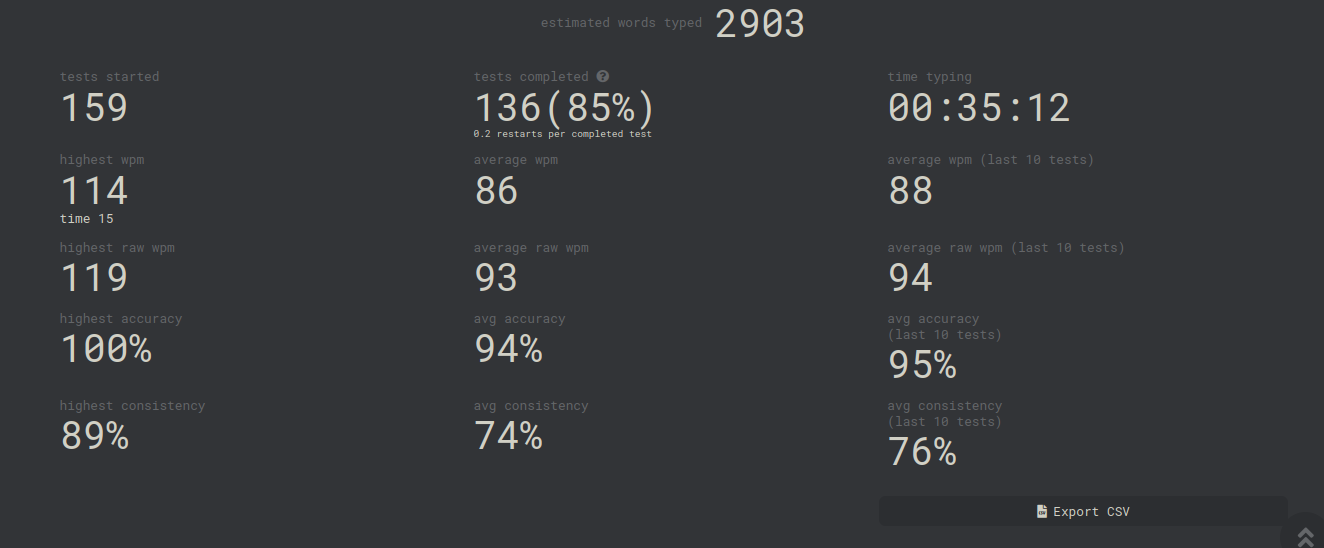 estimated words typed 2903
tests started
159
tests completed
136(85%)
0.2 restarts per completed test
time typing
00:35:12
highest wpm
114
time 15
average wpm
86
average wpm (last 10 tests)
88
highest raw wpm
119
average raw wpm
93
average raw wpm (last 10 tests)
94
highest accuracy
100%
avg accuracy
94%
avg accuracy
(last 10 tests)
95%
highest consistency
89%
avg consistency
74%
avg consistency
(last 10 tests)
76%
Export CSV